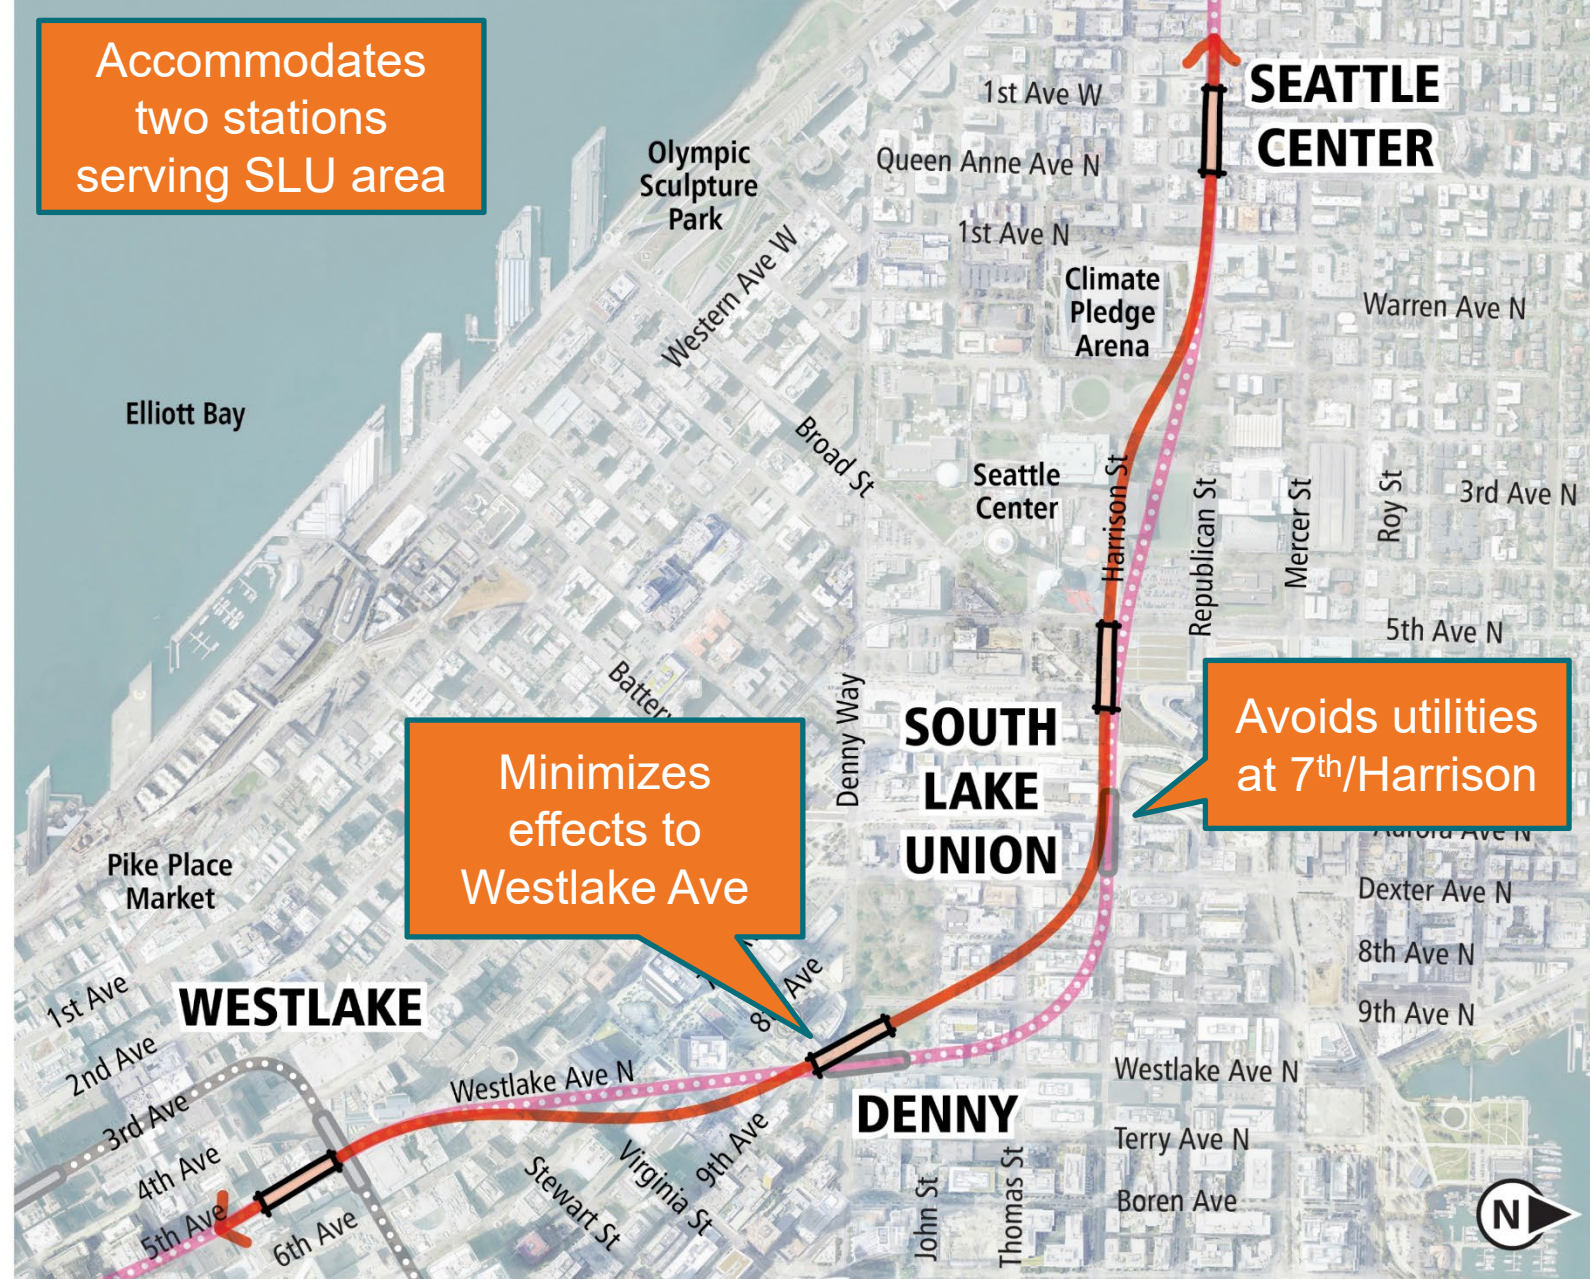 Accommodates
two stations
serving SLU area
1st Ave W
SEATTLE
CENTER
Olympic
Sculpture
Park
Queen Anne Ave N
1st Ave N
Western Ave W
Climate
Pledge
Arena
Warren Ave N
Elliott Bay
Broad St
Seattle
Center
Harrison St
Republican St
Mercer St
Roy St
3rd Ave N
5th Ave N
Denny Way
SOUTH
LAKE
UNION
Avoids utilities
at 7th/Harrison
Aurora Ave N
Minimizes
effects to
Westlake Ave
Pike Place
Market
Dexter Ave N
8th Ave N
9th Ave N
1st Ave
WESTLAKE
2nd Ave
Westlake Ave N
Westlake Ave N
3rd Ave
DENNY
Terry Ave N
4th Ave
Stewart St
Virginia St
9th Ave
John St
Thomas St
Boren Ave
5th Ave
6th Ave
N